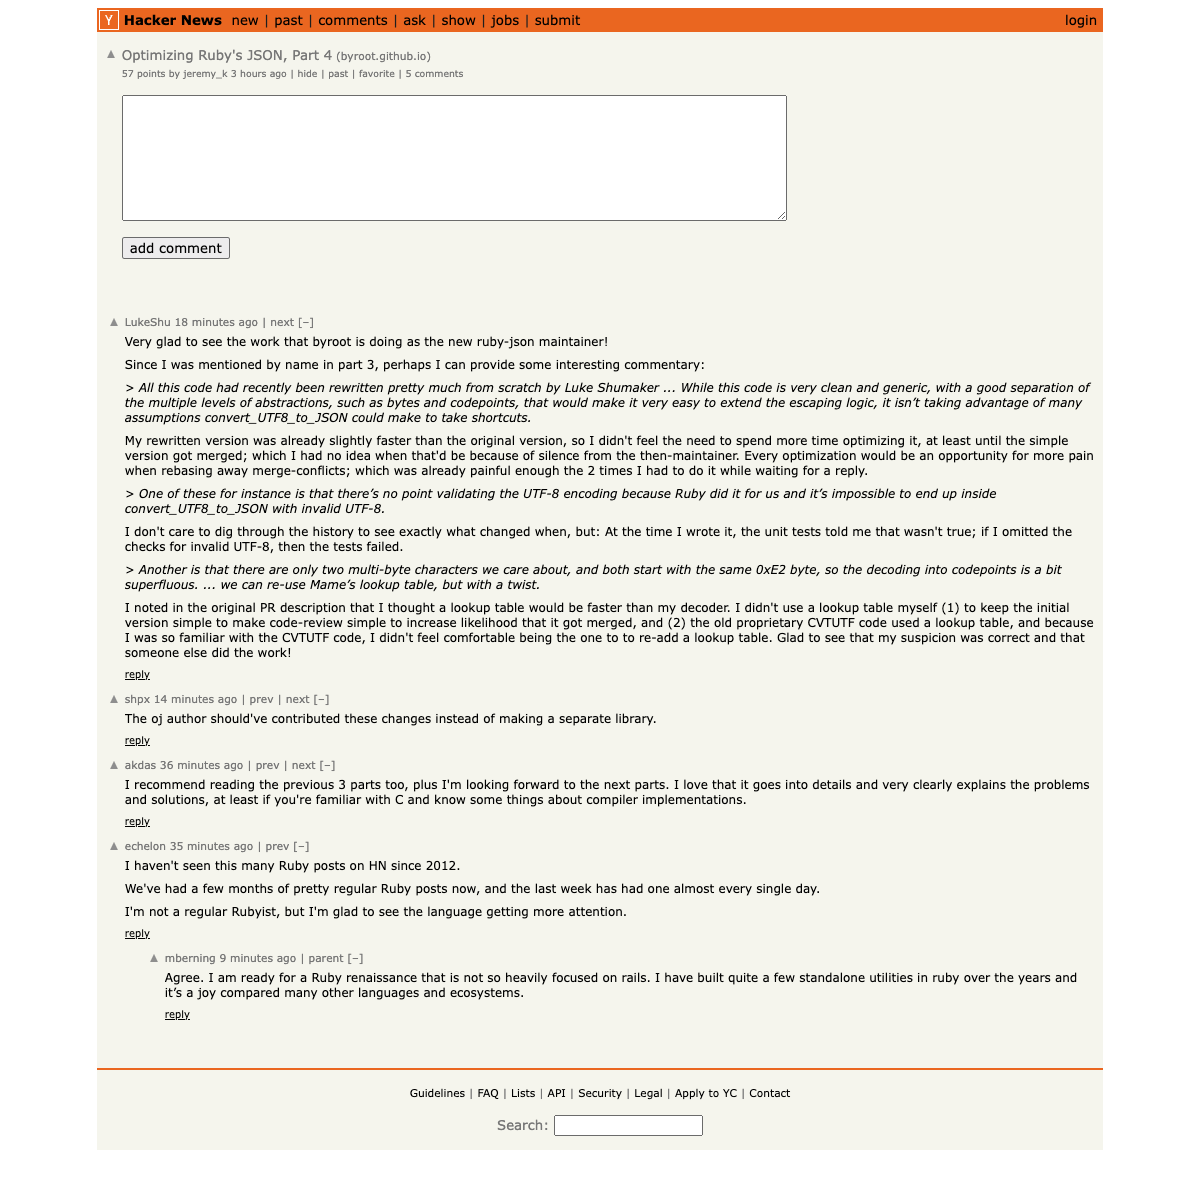 Y Hacker News new | past | comments | ask | show | jobs | submit login
▲ Optimizing Ruby's JSON, Part 4 (byroot.github.io)
57 points by jeremy_k 3 hours ago | hide | past | favorite | 5 comments
add comment
▲ LukeShu 18 minutes ago | next [–]
Very glad to see the work that byroot is doing as the new ruby-json maintainer!
Since I was mentioned by name in part 3, perhaps I can provide some interesting commentary:
> All this code had recently been rewritten pretty much from scratch by Luke Shumaker ... While this code is very clean and generic, with a good separation of
the multiple levels of abstractions, such as bytes and codepoints, that would make it very easy to extend the escaping logic, it isn’t taking advantage of many
assumptions convert_UTF8_to_JSON could make to take shortcuts.
My rewritten version was already slightly faster than the original version, so I didn't feel the need to spend more time optimizing it, at least until the simple
version got merged; which I had no idea when that'd be because of silence from the then-maintainer. Every optimization would be an opportunity for more pain
when rebasing away merge-conflicts; which was already painful enough the 2 times I had to do it while waiting for a reply.
> One of these for instance is that there’s no point validating the UTF-8 encoding because Ruby did it for us and it’s impossible to end up inside
convert_UTF8_to_JSON with invalid UTF-8.
I don't care to dig through the history to see exactly what changed when, but: At the time I wrote it, the unit tests told me that wasn't true; if I omitted the
checks for invalid UTF-8, then the tests failed.
> Another is that there are only two multi-byte characters we care about, and both start with the same 0xE2 byte, so the decoding into codepoints is a bit
superfluous. ... we can re-use Mame’s lookup table, but with a twist.
I noted in the original PR description that I thought a lookup table would be faster than my decoder. I didn't use a lookup table myself (1) to keep the initial
version simple to make code-review simple to increase likelihood that it got merged, and (2) the old proprietary CVTUTF code used a lookup table, and because
I was so familiar with the CVTUTF code, I didn't feel comfortable being the one to to re-add a lookup table. Glad to see that my suspicion was correct and that
someone else did the work!
reply
▲ shpx 14 minutes ago | prev | next [–]
The oj author should've contributed these changes instead of making a separate library.
reply
▲ akdas 36 minutes ago | prev | next [–]
I recommend reading the previous 3 parts too, plus I'm looking forward to the next parts. I love that it goes into details and very clearly explains the problems
and solutions, at least if you're familiar with C and know some things about compiler implementations.
reply
▲ echelon 35 minutes ago | prev [–]
I haven't seen this many Ruby posts on HN since 2012.
We've had a few months of pretty regular Ruby posts now, and the last week has had one almost every single day.
I'm not a regular Rubyist, but I'm glad to see the language getting more attention.
reply
▲ mberning 9 minutes ago | parent [–]
Agree. I am ready for a Ruby renaissance that is not so heavily focused on rails. I have built quite a few standalone utilities in ruby over the years and
it’s a joy compared many other languages and ecosystems.
reply
Guidelines | FAQ | Lists | API | Security | Legal | Apply to YC | Contact
Search: